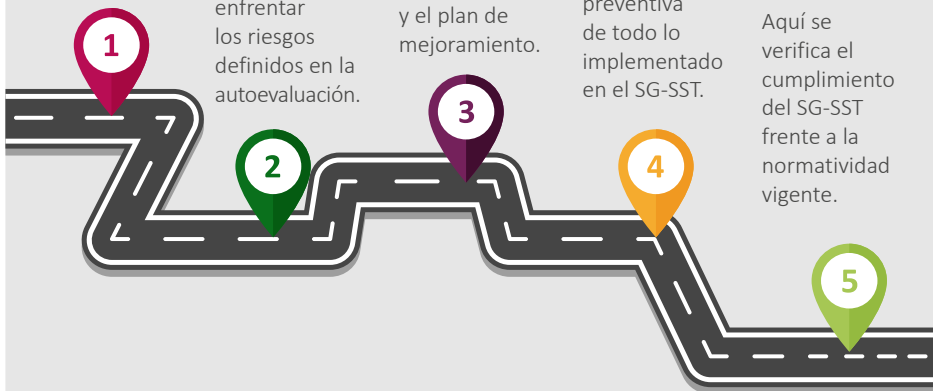 enfrentar
los riesgos
definidos en la
autoevaluación.
y el plan de
mejoramiento.
preventiva
de todo lo
implementado
en el SG-SST.
Aquí se
verifica el
cumplimiento
del SG-SST
frente a la
normatividad
vigente.
1
2
3
4
5